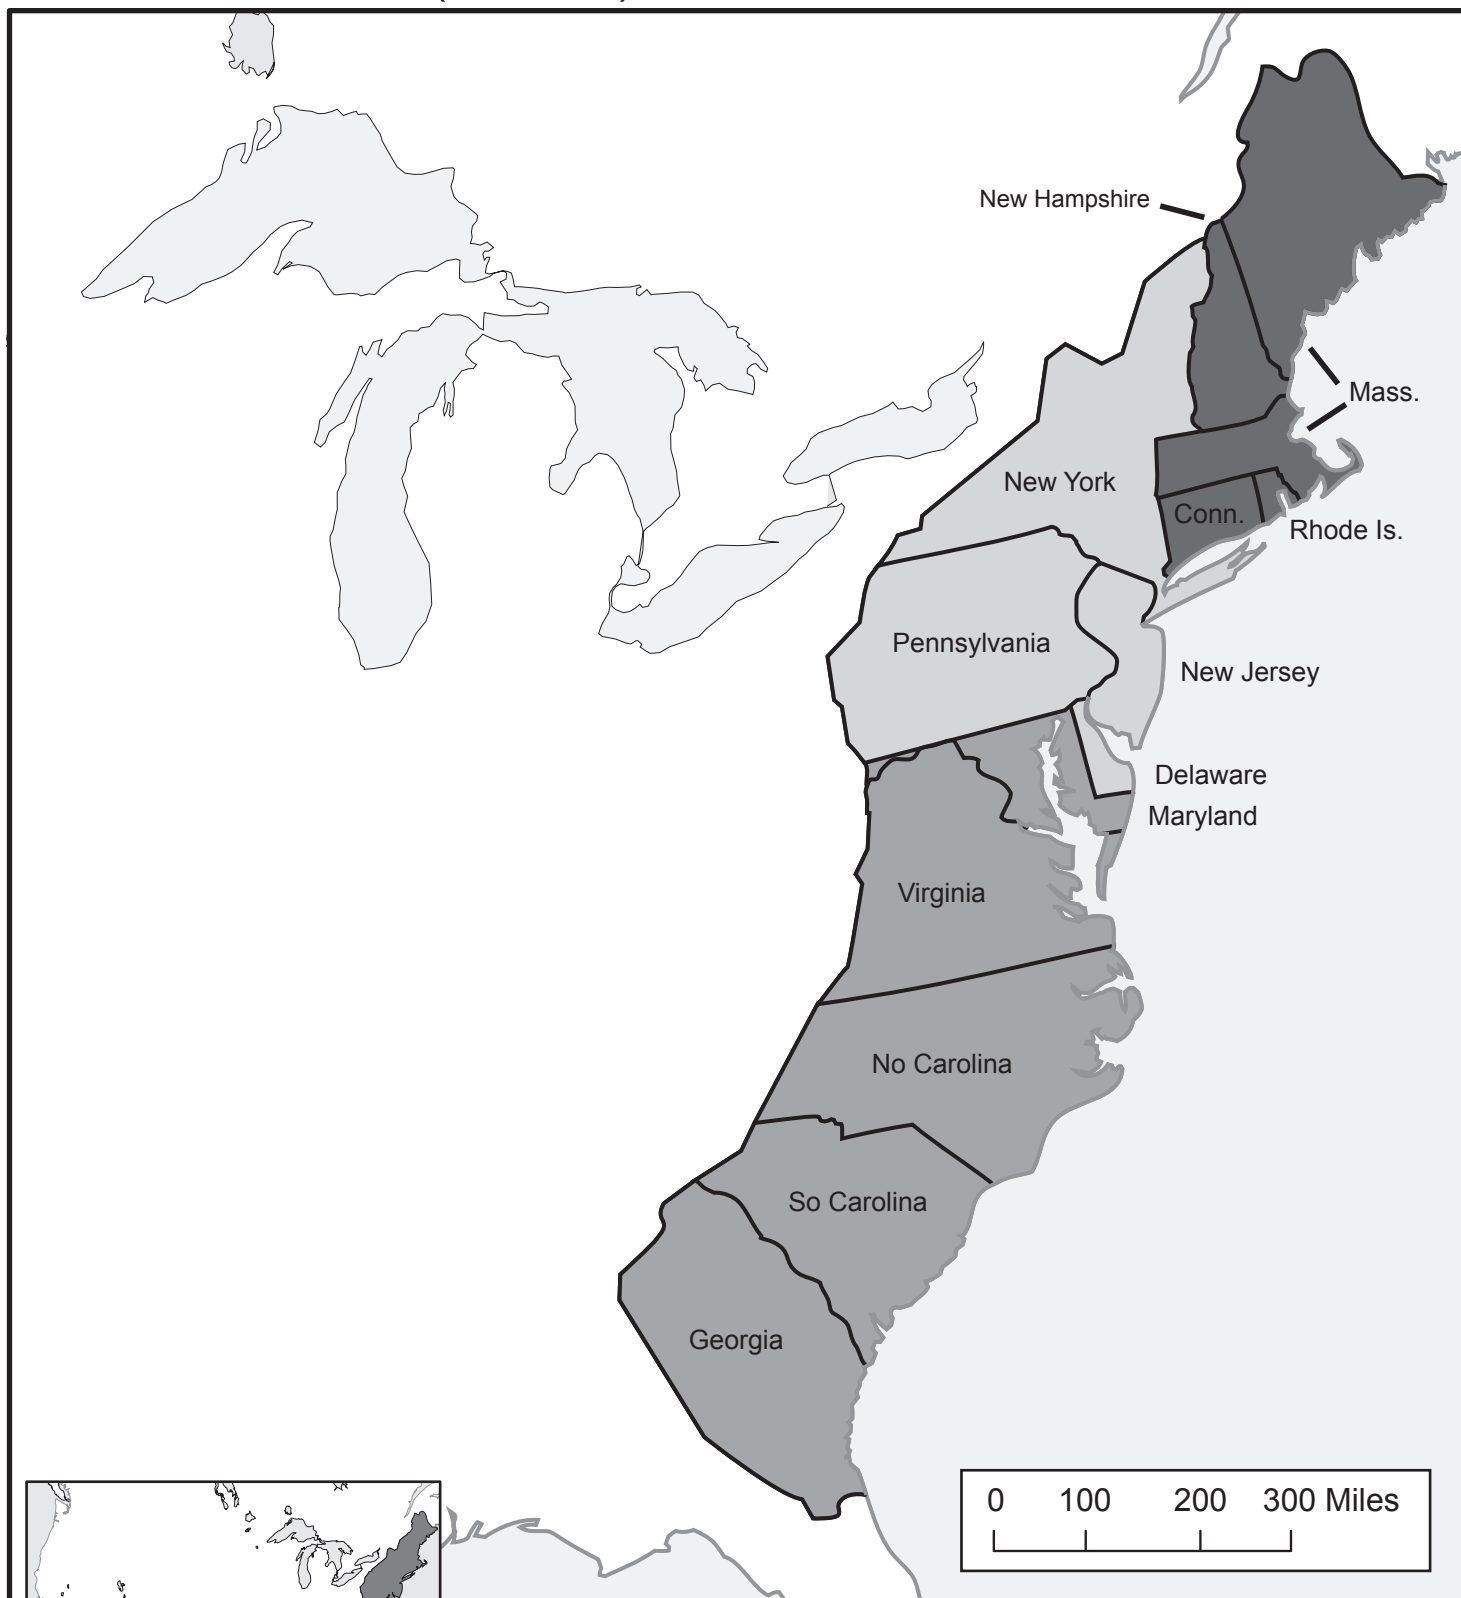 New Hampshire
Mass.
New York
Conn.
Rhode Is.
Pennsylvania
New Jersey
Delaware
Maryland
Virginia
No Carolina
So Carolina
Georgia
0 100 200 300 Miles